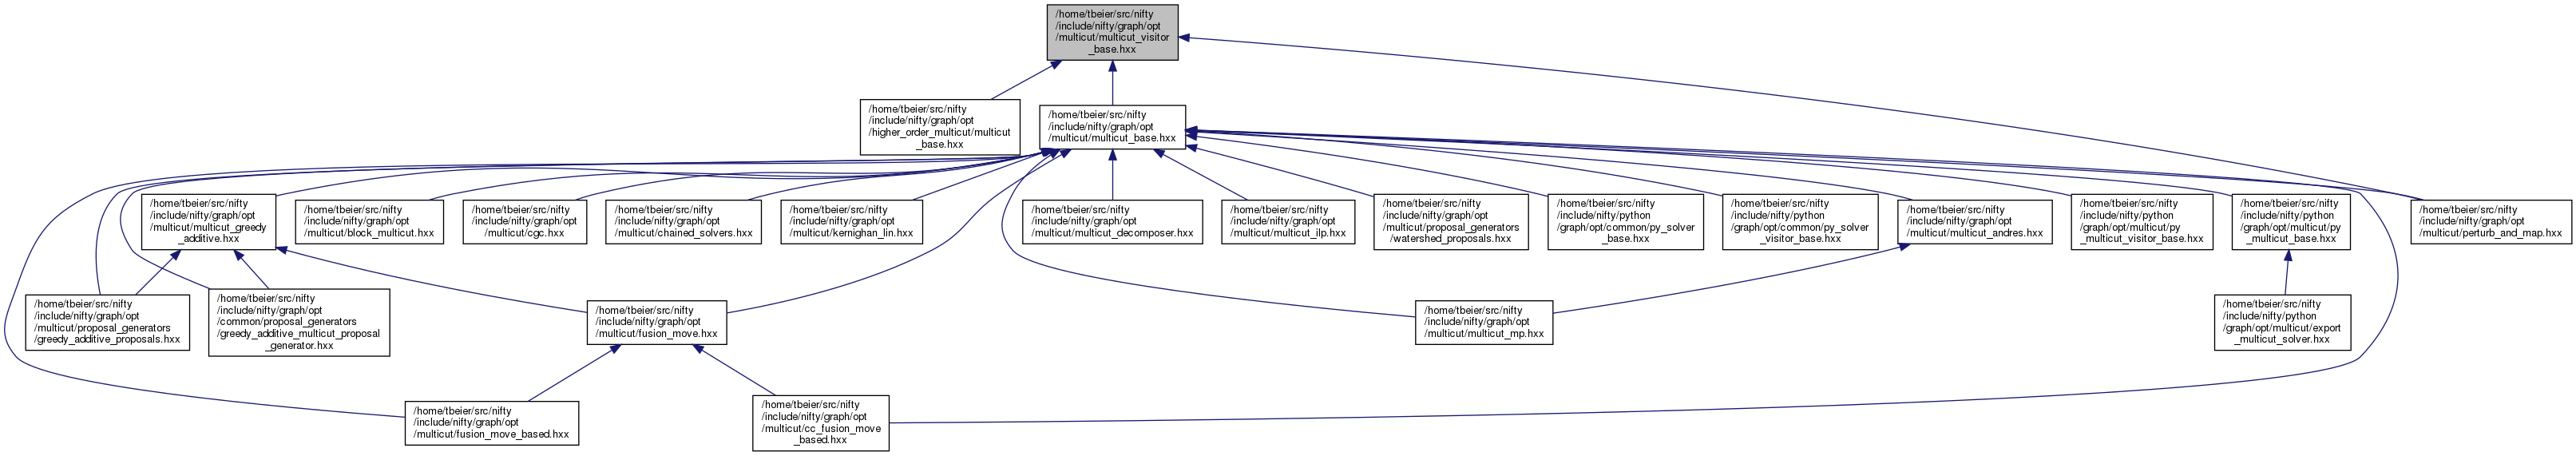 /home/tbeier/src/nifty
/include/nifty/graph/opt
/multicut/multicut_visitor
_base.hxx
/home/tbeier/src/nifty
/include/nifty/graph/opt
/higher_order_multicut/multicut
_base.hxx
/home/tbeier/src/nifty
/include/nifty/graph/opt
/multicut/multicut_base.hxx
/home/tbeier/src/nifty
/include/nifty/graph/opt
/multicut/multicut_greedy
_additive.hxx
/home/tbeier/src/nifty
/include/nifty/graph/opt
/multicut/block_multicut.hxx
/home/tbeier/src/nifty
/include/nifty/graph/opt
/multicut/cgc.hxx
/home/tbeier/src/nifty
/include/nifty/graph/opt
/multicut/chained_solvers.hxx
/home/tbeier/src/nifty
/include/nifty/graph/opt
/multicut/kernighan_lin.hxx
/home/tbeier/src/nifty
/include/nifty/graph/opt
/multicut/multicut_decomposer.hxx
/home/tbeier/src/nifty
/include/nifty/graph/opt
/multicut/multicut_ilp.hxx
/home/tbeier/src/nifty
/include/nifty/graph/opt
/multicut/proposal_generators
/watershed_proposals.hxx
/home/tbeier/src/nifty
/include/nifty/python
/graph/opt/common/py_solver
_base.hxx
/home/tbeier/src/nifty
/include/nifty/python
/graph/opt/common/py_solver
_visitor_base.hxx
/home/tbeier/src/nifty
/include/nifty/graph/opt
/multicut/multicut_andres.hxx
/home/tbeier/src/nifty
/include/nifty/python
/graph/opt/multicut/py
_multicut_visitor_base.hxx
/home/tbeier/src/nifty
/include/nifty/python
/graph/opt/multicut/py
_multicut_base.hxx
/home/tbeier/src/nifty
/include/nifty/graph/opt
/multicut/perturb_and_map.hxx
/home/tbeier/src/nifty
/include/nifty/graph/opt
/multicut/proposal_generators
/greedy_additive_proposals.hxx
/home/tbeier/src/nifty
/include/nifty/graph/opt
/common/proposal_generators
/greedy_additive_multicut_proposal
_generator.hxx
/home/tbeier/src/nifty
/include/nifty/graph/opt
/multicut/fusion_move.hxx
/home/tbeier/src/nifty
/include/nifty/graph/opt
/multicut/multicut_mp.hxx
/home/tbeier/src/nifty
/include/nifty/python
/graph/opt/multicut/export
_multicut_solver.hxx
/home/tbeier/src/nifty
/include/nifty/graph/opt
/multicut/fusion_move_based.hxx
/home/tbeier/src/nifty
/include/nifty/graph/opt
/multicut/cc_fusion_move
_based.hxx